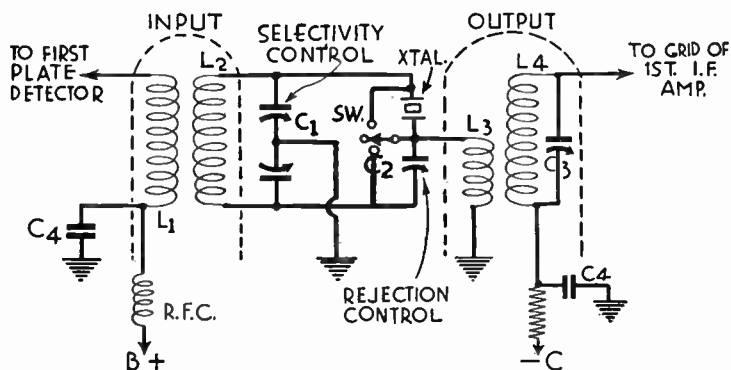 INPUT
OUTPUT
SELECTIVITY
CONTROL
TO FIRST
PLATE
DETECTOR
L2
XTAL.
L4
TO GRID OF
1ST. I.F.
AMP.
C1
SW.
L3
C2
C3
L1
C4
C4
REJECTION
CONTROL
R.F.C.
B+
-C